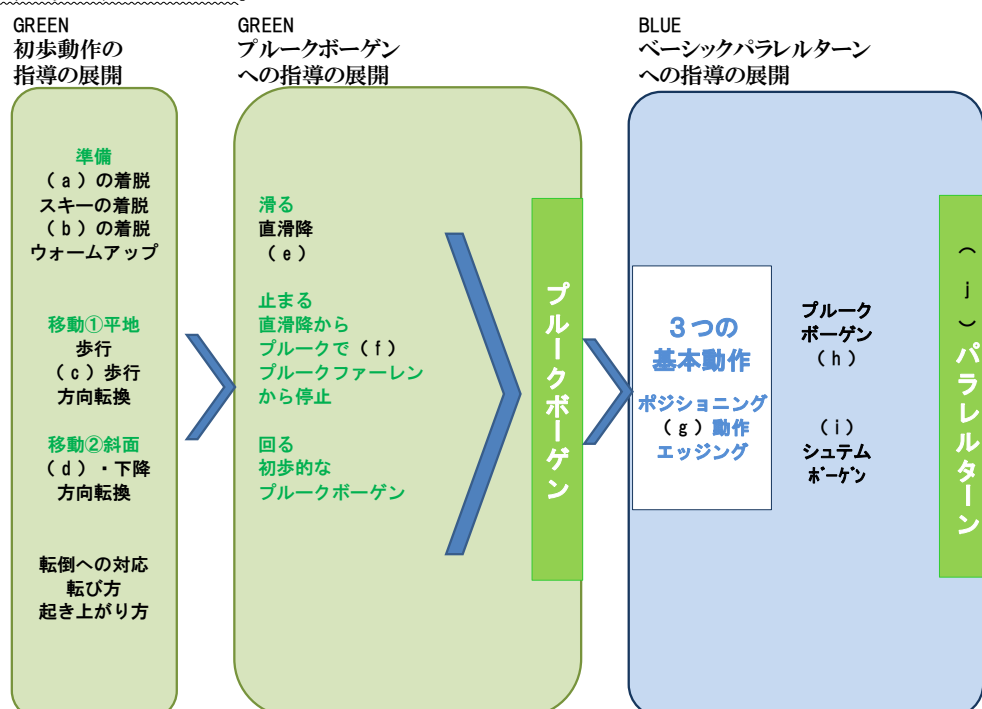 GREEN
初歩動作の
指導の展開
準備
（a）の着脱
スキーの着脱
（b）の着脱
ウォームアップ
移動①平地
歩行
（c）歩行
方向転換
移動②斜面
（d）・下降
方向転換
転倒への対応
転び方
起き上がり方
GREEN
プルークボーゲン
への指導の展開
滑る
直滑降
（e）
止まる
直滑降から
プルークで（f）
プルークファーレン
から停止
回る
初歩的な
プルークボーゲン
プルークボーゲン
BLUE
ベーシックパラレルターン
への指導の展開
３つの
基本動作
ポジショニング
（g）動作
エッジング
プルーク
ボーゲン
（h）
（i）
シュテム
ﾎﾞｰｹﾞﾝ
（j）パラレルターン